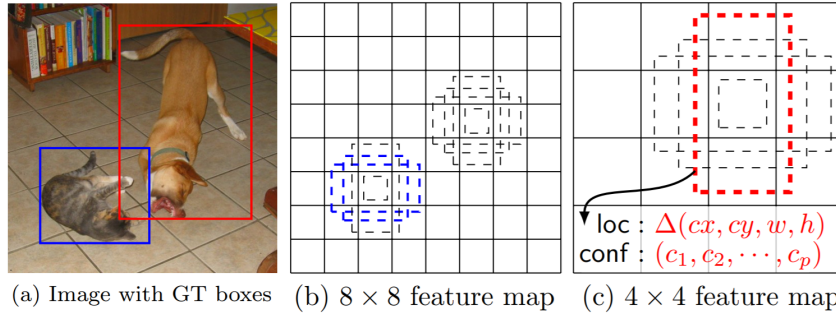 loc : Δ(cx, cy, w, h)
conf : (c₁, c₂, ⋯, cₚ)
(a) Image with GT boxes
(b) 8 × 8 feature map
(c) 4 × 4 feature map